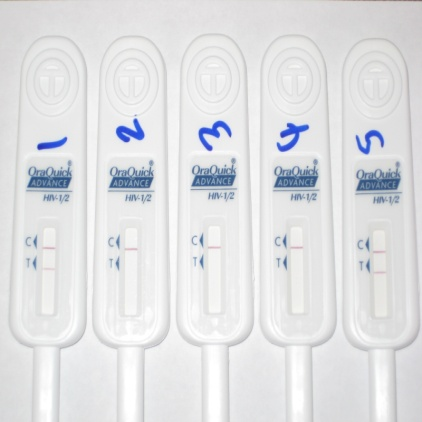 1
OraQuick®
ADVANCE
HIV-1/2
C
T
2
OraQuick®
ADVANCE
HIV-1/2
C
T
3
OraQuick®
ADVANCE
HIV-1/2
C
T
4
OraQuick®
ADVANCE
HIV-1/2
C
T
5
OraQuick®
ADVANCE
HIV-1/2
C
T